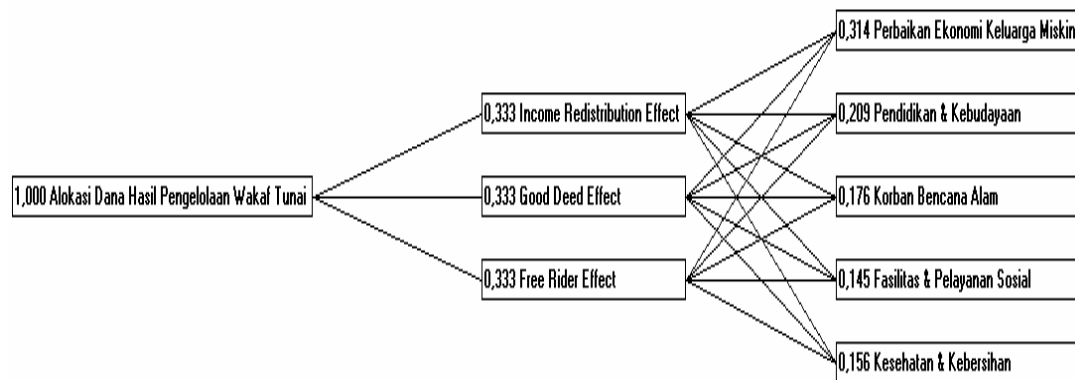 1,000 Alokasi Dana Hasil Pengelolaan Wakaf Tunai
0,333 Income Redistribution Effect
0,333 Good Deed Effect
0,333 Free Rider Effect
0,314 Perbaikan Ekonomi Keluarga Miskin
0,209 Pendidikan & Kebudayaan
0,176 Korban Bencana Alam
0,145 Fasilitas & Pelayanan Sosial
0,156 Kesehatan & Kebersihan